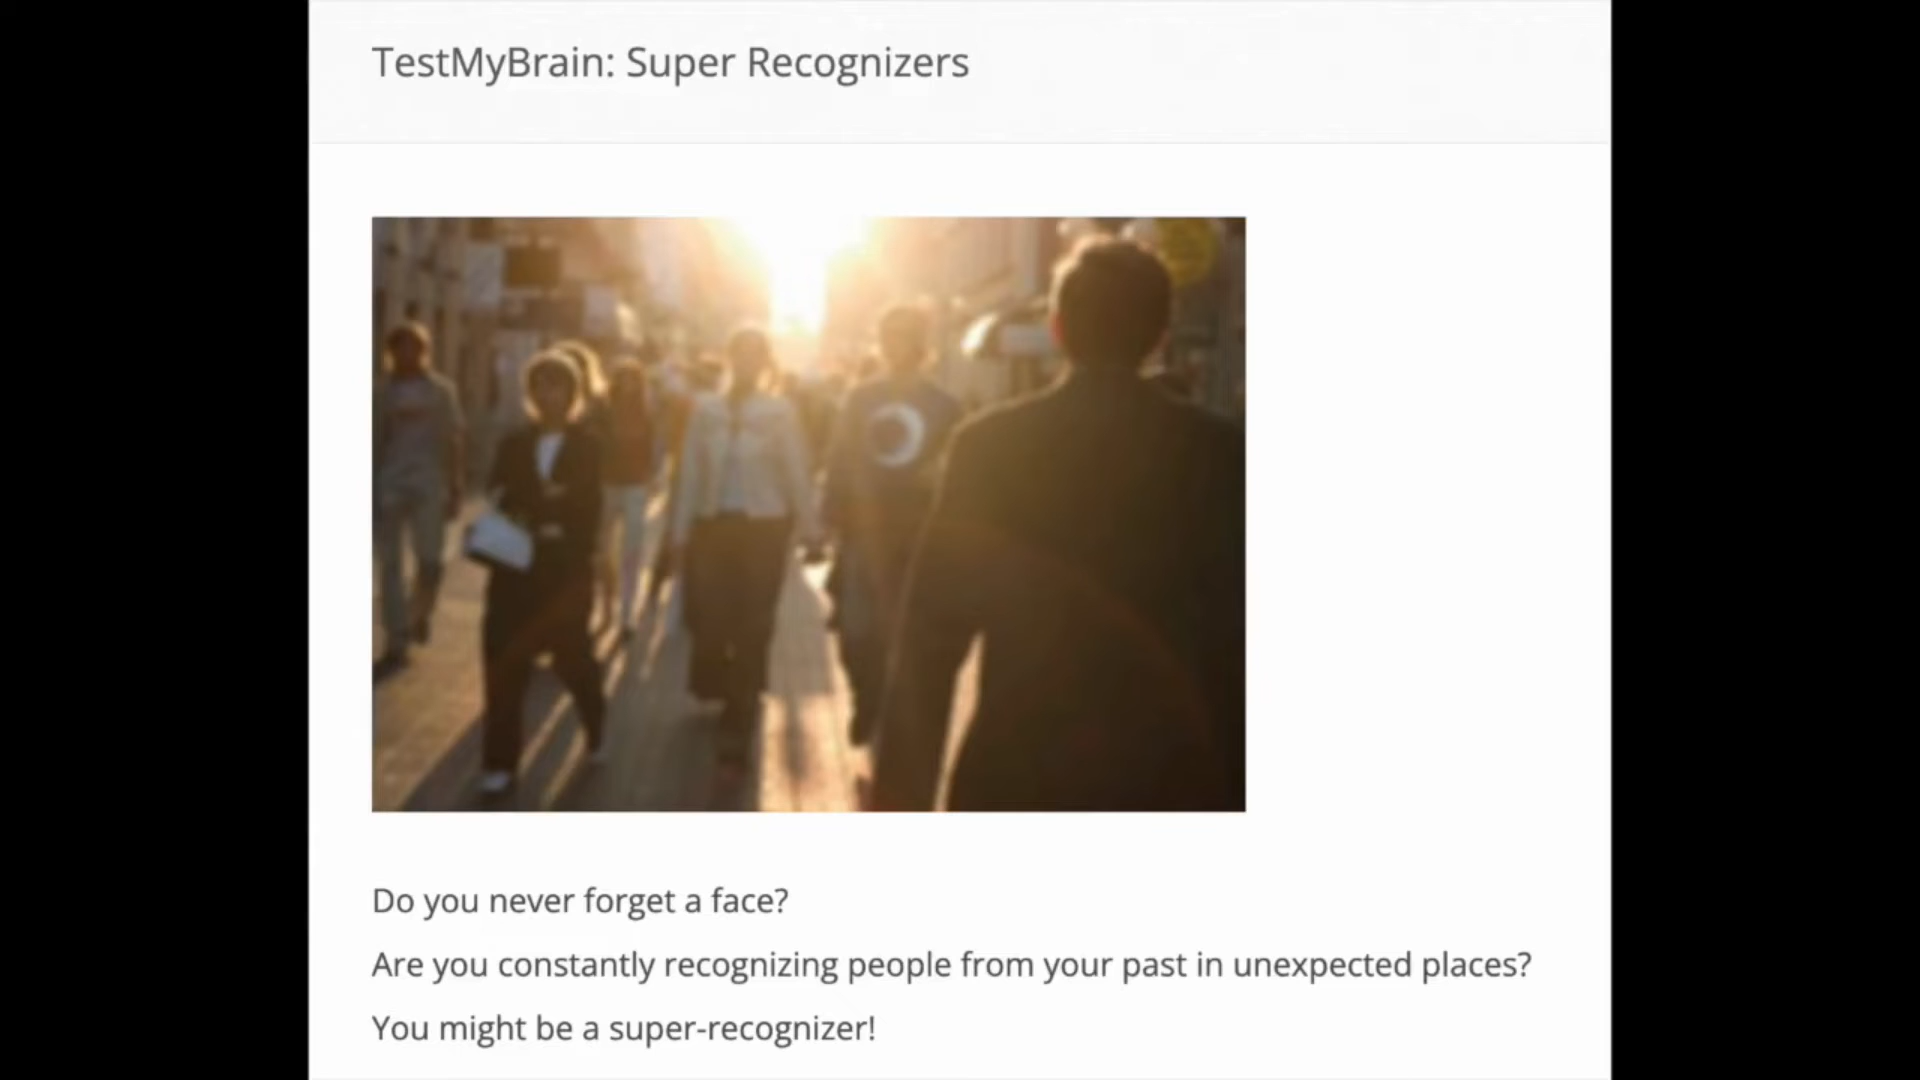 TestMyBrain: Super Recognizers
Do you never forget a face?
Are you constantly recognizing people from your past in unexpected places?
You might be a super-recognizer!